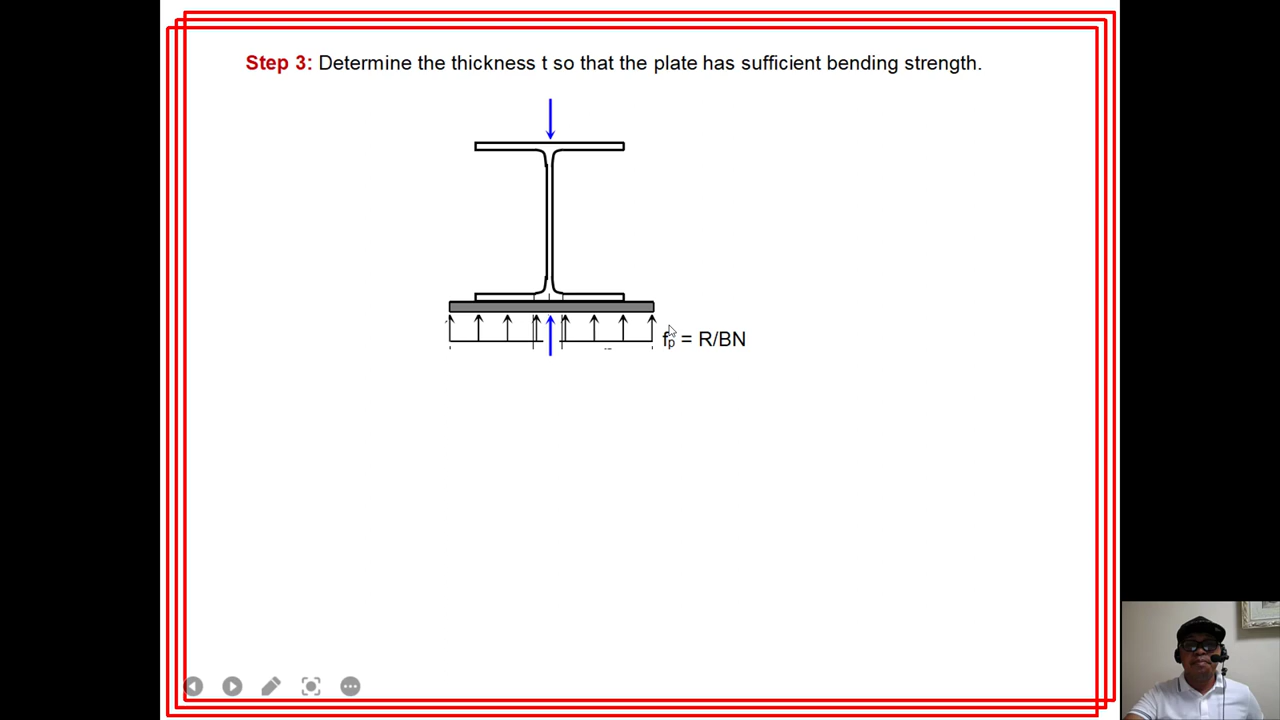 Step 3: Determine the thickness t so that the plate has sufficient bending strength.
fp = R/BN